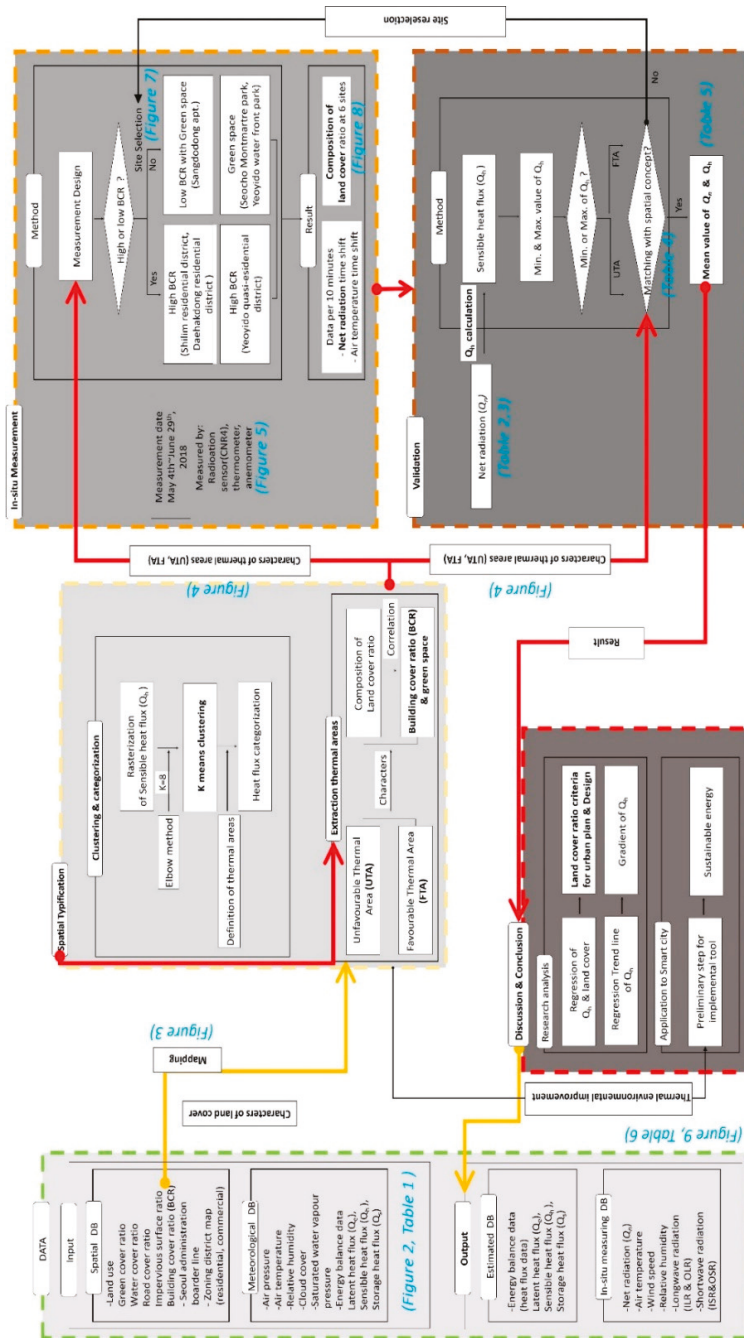 DATA
Input
Spatial DB
-Land use
Green cover ratio
Water cover ratio
Road cover ratio
Impervious surface ratio
Building cover ratio (BCR)
- Seoul administration
boarder line
- Zoning district map
(residential, commercial)
Meteorological DB
-Air pressure
-Air temperature
-Relative humidity
-Cloud cover
-Saturated water vapour
pressure
-Energy balance data
Latent heat flux (Qe),
Sensible heat flux (Qh),
Storage heat flux (Qs)
(Figure 2, Table 1)
Output
Estimated DB
-Energy balance data
(heat flux data)
Latent heat flux (Qe),
Sensible heat flux (Qh),
Storage heat flux (Qs)
In-situ measuring DB
-Net radiation (Qn)
-Air temperature
-Wind speed
-Relative humidity
-Longwave radiation
(ILR & OLR)
-Shortwave radiation
(ISR&OSR)
Characters of land cover
Mapping
(Figure 3)
Thermal environmental improvement
(Figure 9, Table 6)
Spatial Typification
Clustering & categorization
Rasterization
of Sensible heat flux (Qh)
Elbow method
K=8
K means clustering
Definition of thermal areas
Heat flux categorization
Extraction thermal areas
Unfavourable Thermal
Area (UTA)
Favourable Thermal Area
(FTA)
Characters
Composition of
Land cover ratio
Correlation
Building cover ratio (BCR)
& green space
Discussion & Conclusion
Research analysis
Regression of
Qh & land cover
Land cover ratio criteria
for urban plan & Design
Regression Trend line
of Qh
Gradient of Qh
Application to Smart city
Preliminary step for
implemental tool
Sustainable energy
Characters of thermal areas (UTA, FTA)
(Figure 4)
Characters of thermal areas (UTA, FTA)
(Figure 4)
Result
In-situ Measurement
Measurement date
May 4th~June 29th,
2018
Measured by:
Radioation
sensor(CNR4),
thermometer,
anemometer
(Figure 5)
Method
Measurement Design
High or low BCR ?
Site Selection
(Figure 7)
Yes
No
High BCR
(Shilim residential district,
Daehakdong residential
district )
Low BCR with Green space
(Sangdodong apt.)
High BCR
(Yeoyido quasi-esidential
district)
Green space
(Seocho Montmartre park,
Yeoyido water front park)
Result
Data per 10 minutes
- Net radiation time shift
- Air temperature time shift
Composition of
land cover ratio at 6 sites
(Figure 8)
Validation
Method
Net radiation (Qn)
Qh calculation
Sensible heat flux (Qh)
(Table 2,3)
Min. & Max. value of Qh
Min. or Max. of Qh ?
UTA
FTA
Matching with spatial concept?
(Table 4)
Yes
No
Mean value of Qn & Qh
(Table 5)
Site reselection